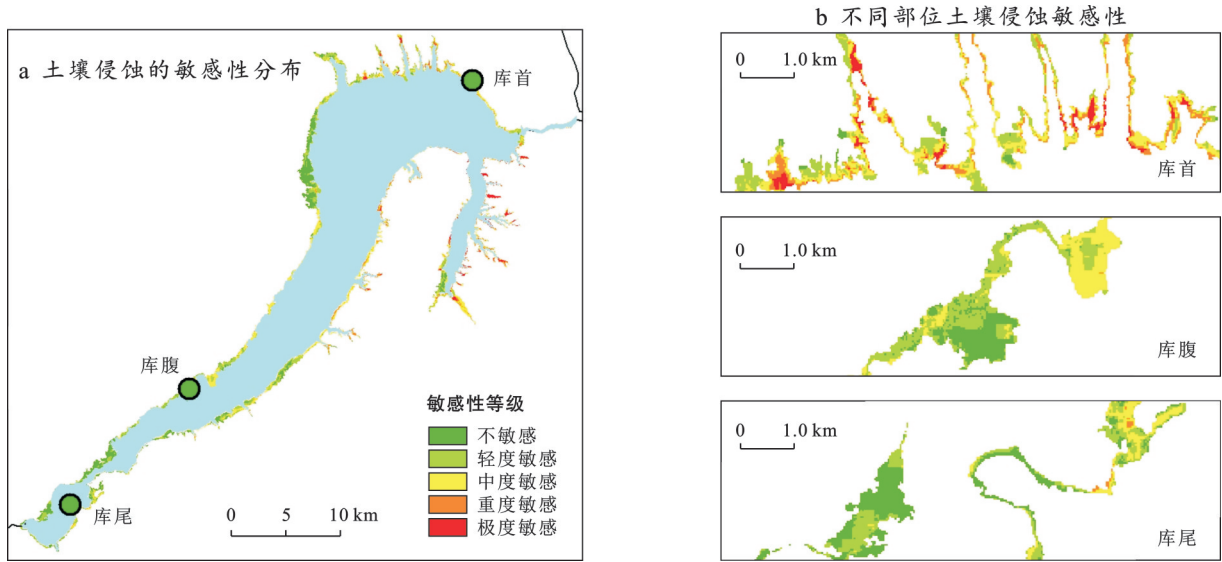 a 土壤侵蚀的敏感性分布
库首
库腹
库尾
敏感性等级
不敏感
轻度敏感
中度敏感
重度敏感
极度敏感
0 5 10 km
b 不同部位土壤侵蚀敏感性
0 1.0 km
库首
0 1.0 km
库腹
0 1.0 km
库尾